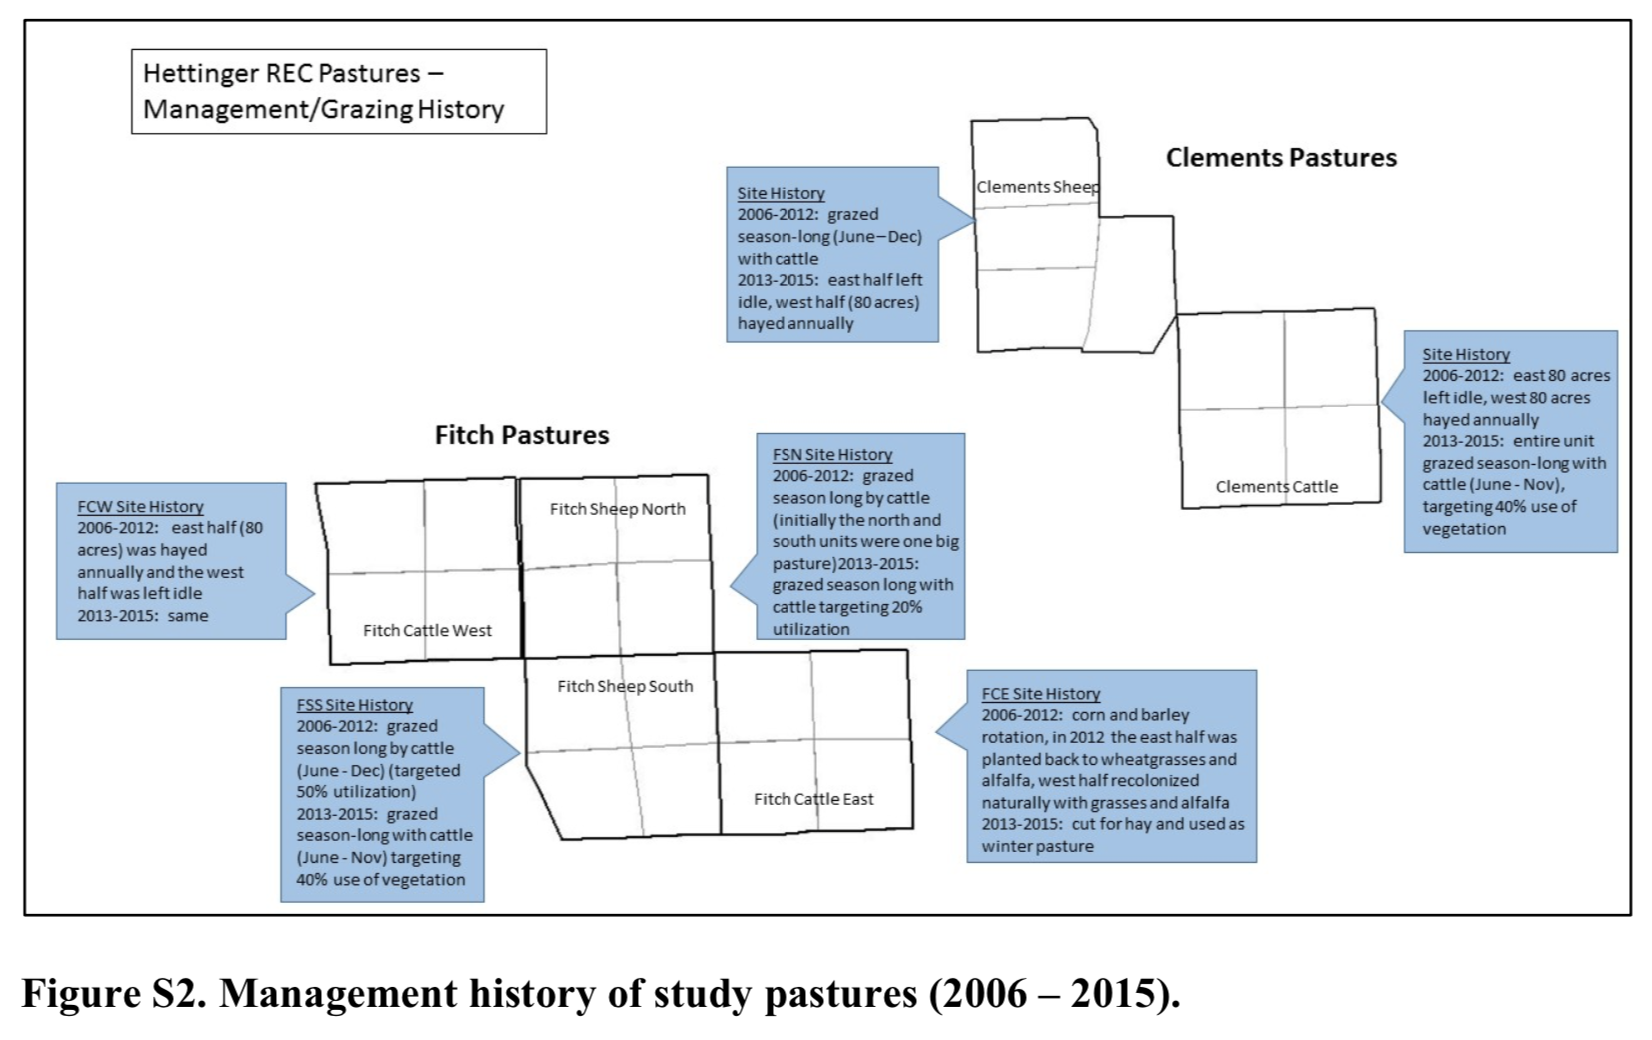 Hettinger REC Pastures –
Management/Grazing History
Clements Pastures
Clements Sheep
Site History
2006-2012: grazed
season-long (June–Dec)
with cattle
2013-2015: east half left
idle, west half (80 acres)
hayed annually
Site History
2006-2012: east 80 acres
left idle, west 80 acres
hayed annually
2013-2015: entire unit
grazed season-long with
cattle (June - Nov),
targeting 40% use of
vegetation
Clements Cattle
Fitch Pastures
FCW Site History
2006-2012: east half (80
acres) was hayed
annually and the west
half was left idle
2013-2015: same
Fitch Sheep North
FSN Site History
2006-2012: grazed
season long by cattle
(initially the north and
south units were one big
pasture)2013-2015:
grazed season long with
cattle targeting 20%
utilization
Fitch Cattle West
Fitch Sheep South
FSS Site History
2006-2012: grazed
season long by cattle
(June - Dec) (targeted
50% utilization)
2013-2015: grazed
season-long with cattle
(June - Nov) targeting
40% use of vegetation
Fitch Cattle East
FCE Site History
2006-2012: corn and barley
rotation, in 2012 the east half was
planted back to wheatgrasses and
alfalfa, west half recolonized
naturally with grasses and alfalfa
2013-2015: cut for hay and used as
winter pasture
Figure S2. Management history of study pastures (2006 – 2015).